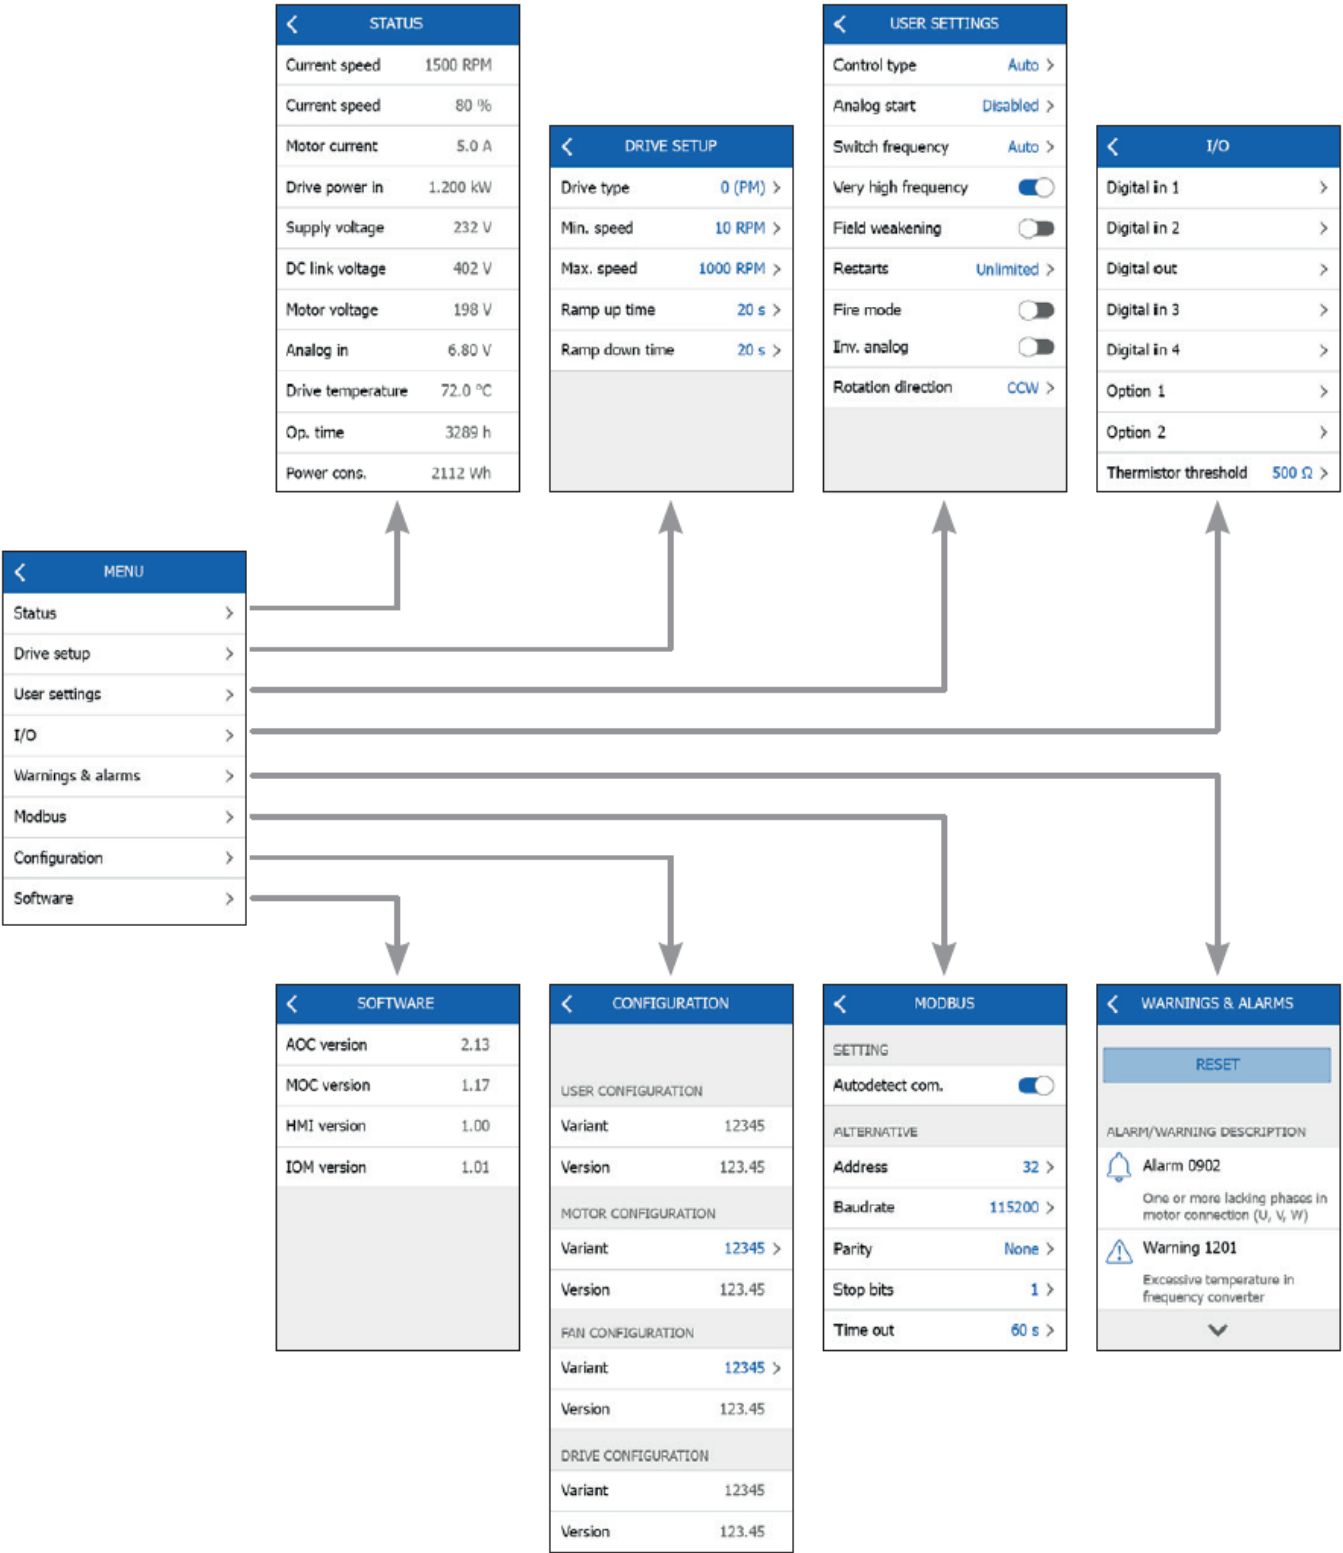 STATUS
Current speed 1500 RPM
Current speed 80 %
Motor current 5.0 A
Drive power in 1.200 kW
Supply voltage 232 V
DC link voltage 402 V
Motor voltage 198 V
Analog in 6.80 V
Drive temperature 72.0 °C
Op. time 3289 h
Power cons. 2112 Wh
DRIVE SETUP
Drive type 0 (PM) >
Min. speed 10 RPM >
Max. speed 1000 RPM >
Ramp up time 20 s >
Ramp down time 20 s >
USER SETTINGS
Control type Auto >
Analog start Disabled >
Switch frequency Auto >
Very high frequency
Field weakening
Restarts Unlimited >
Fire mode
Inv. analog
Rotation direction CCW >
I/O
Digital in 1 >
Digital in 2 >
Digital out >
Digital in 3 >
Digital in 4 >
Option 1 >
Option 2 >
Thermistor threshold 500 Ω >
MENU
Status >
Drive setup >
User settings >
I/O >
Warnings & alarms >
Modbus >
Configuration >
Software >
SOFTWARE
AOC version 2.13
MOC version 1.17
HMI version 1.00
IOM version 1.01
CONFIGURATION
USER CONFIGURATION
Variant 12345
Version 123.45
MOTOR CONFIGURATION
Variant 12345 >
Version 123.45
FAN CONFIGURATION
Variant 12345 >
Version 123.45
DRIVE CONFIGURATION
Variant 12345
Version 123.45
MODBUS
SETTING
Autodetect com.
ALTERNATIVE
Address 32 >
Baudrate 115200 >
Parity None >
Stop bits 1 >
Time out 60 s >
WARNINGS & ALARMS
RESET
ALARM/WARNING DESCRIPTION
Alarm 0902
One or more lacking phases in
motor connection (U, V, W)
Warning 1201
Excessive temperature in
frequency converter